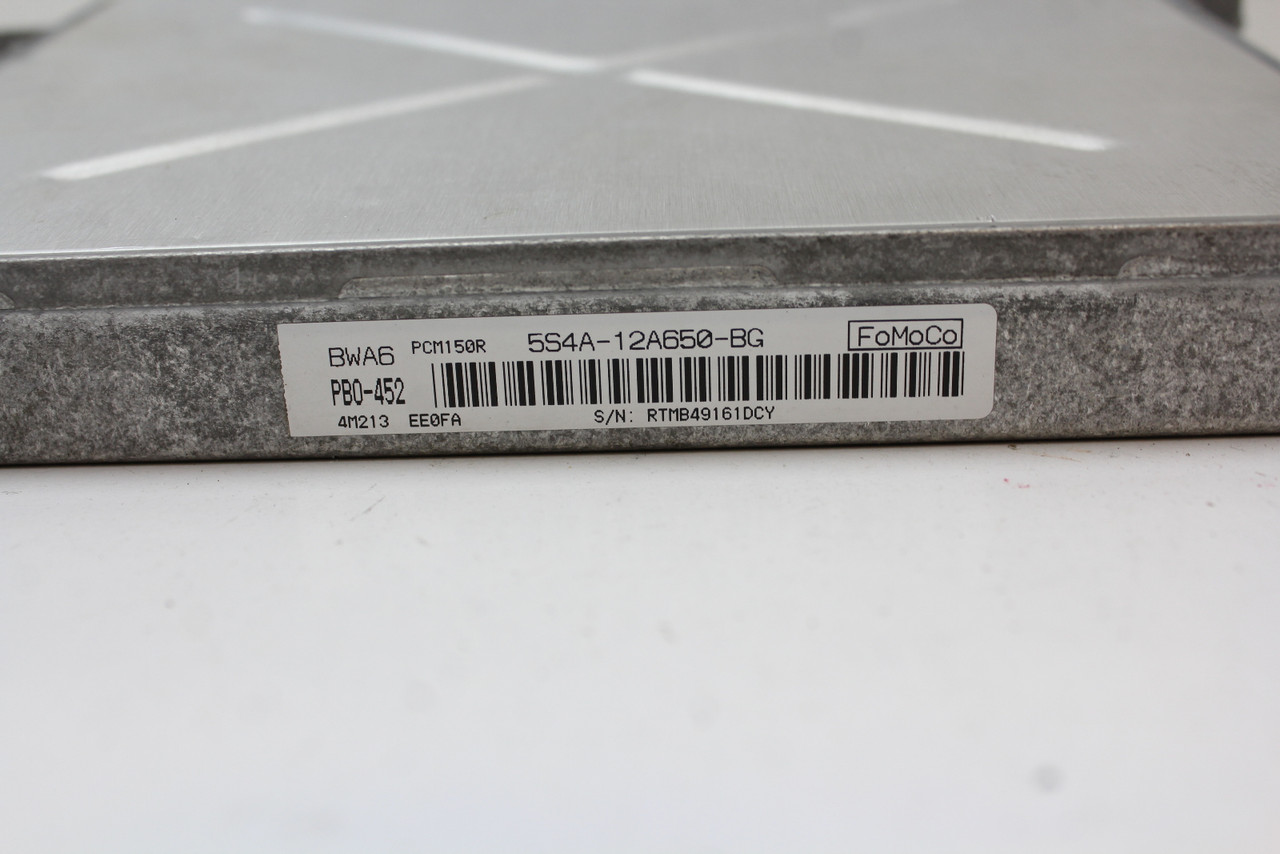 BWA6 PCM150R 5S4A-12A650-BG FoMoCo
PBO-452
4M213 EE0FA S/N: RTMB49161DCY